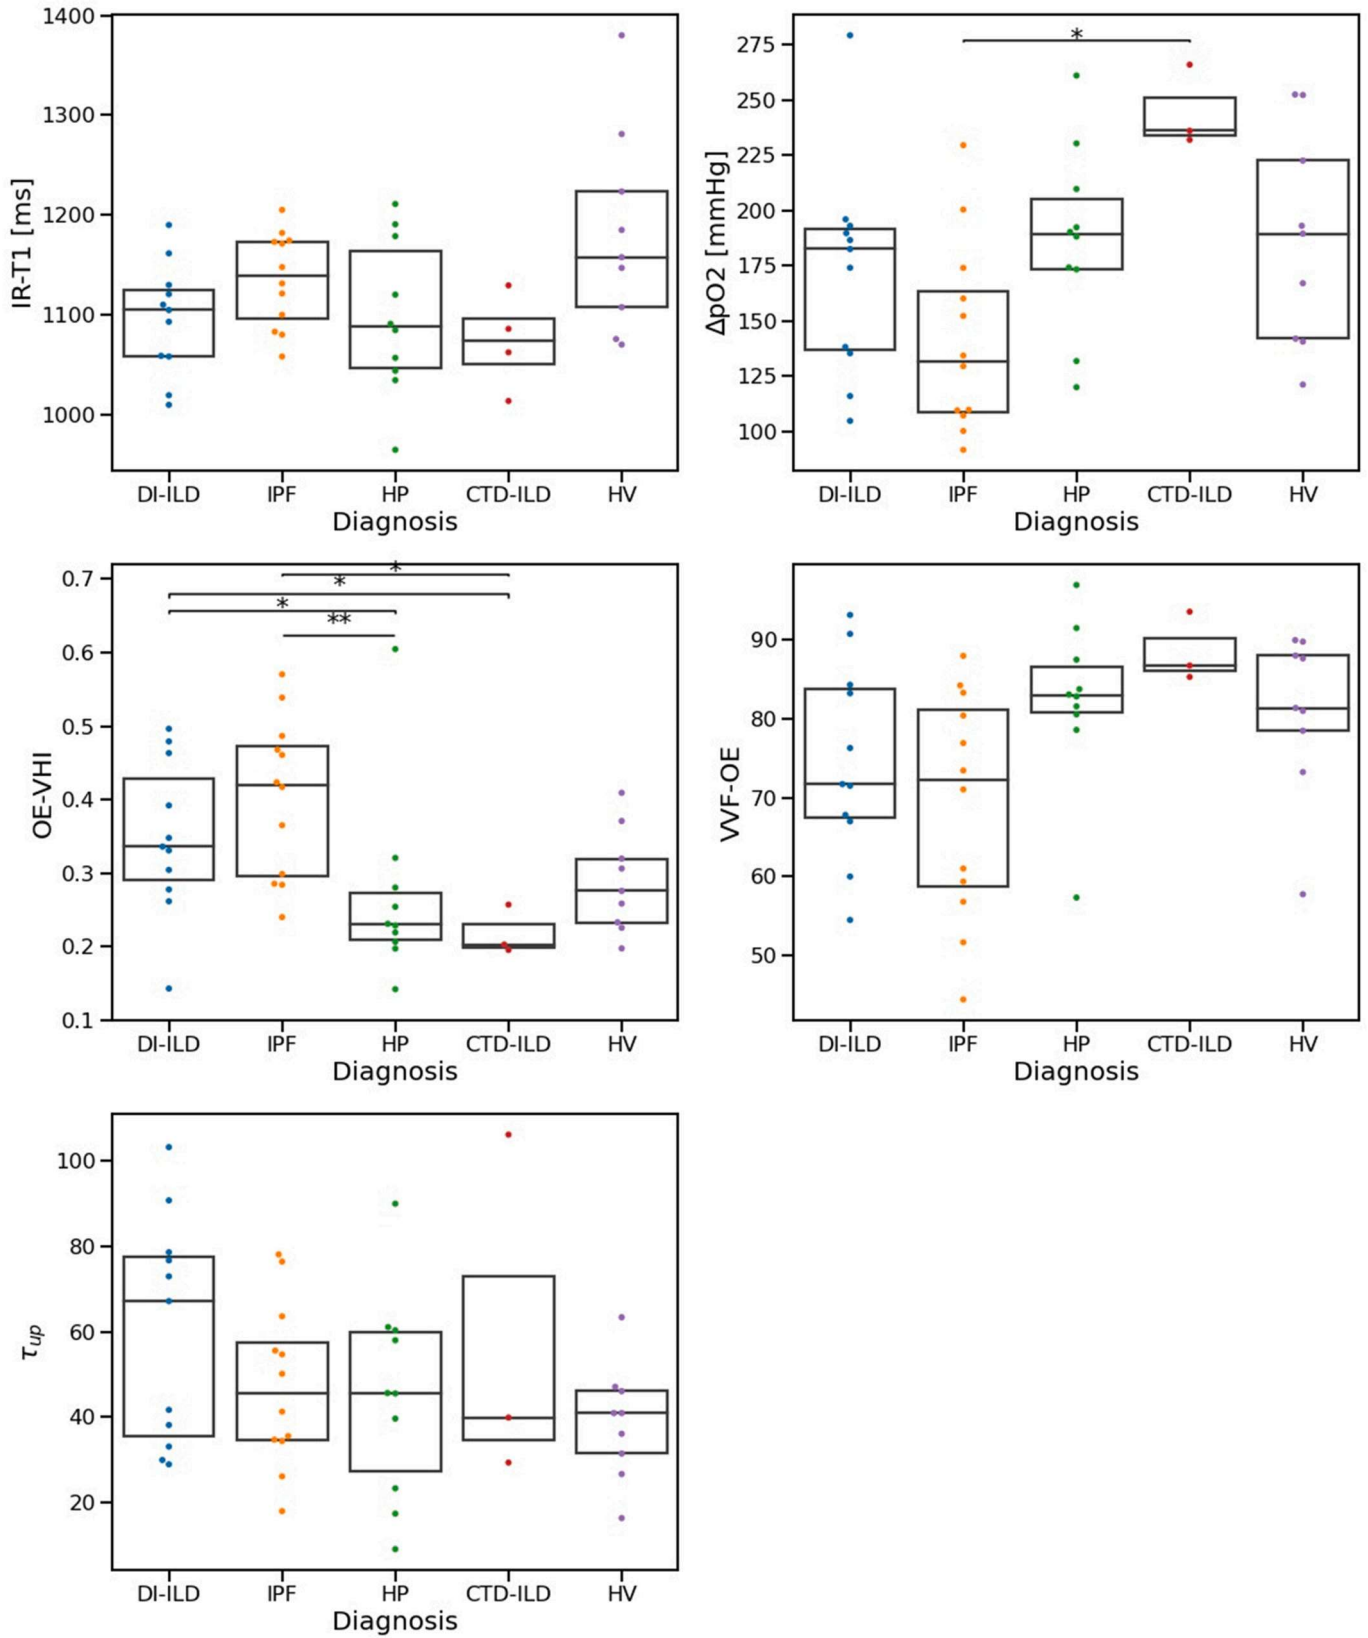 1400
1300
1200
1100
1000
IR-T1 [ms]
DI-ILD IPF HP CTD-ILD HV
Diagnosis
275
250
225
200
175
150
125
100
ΔpO2 [mmHg]
*
DI-ILD IPF HP CTD-ILD HV
Diagnosis
0.7
0.6
0.5
0.4
0.3
0.2
0.1
OE-VHI
*
*
*
**
DI-ILD IPF HP CTD-ILD HV
Diagnosis
90
80
70
60
50
VVF-OE
DI-ILD IPF HP CTD-ILD HV
Diagnosis
100
80
60
40
20
τup
DI-ILD IPF HP CTD-ILD HV
Diagnosis